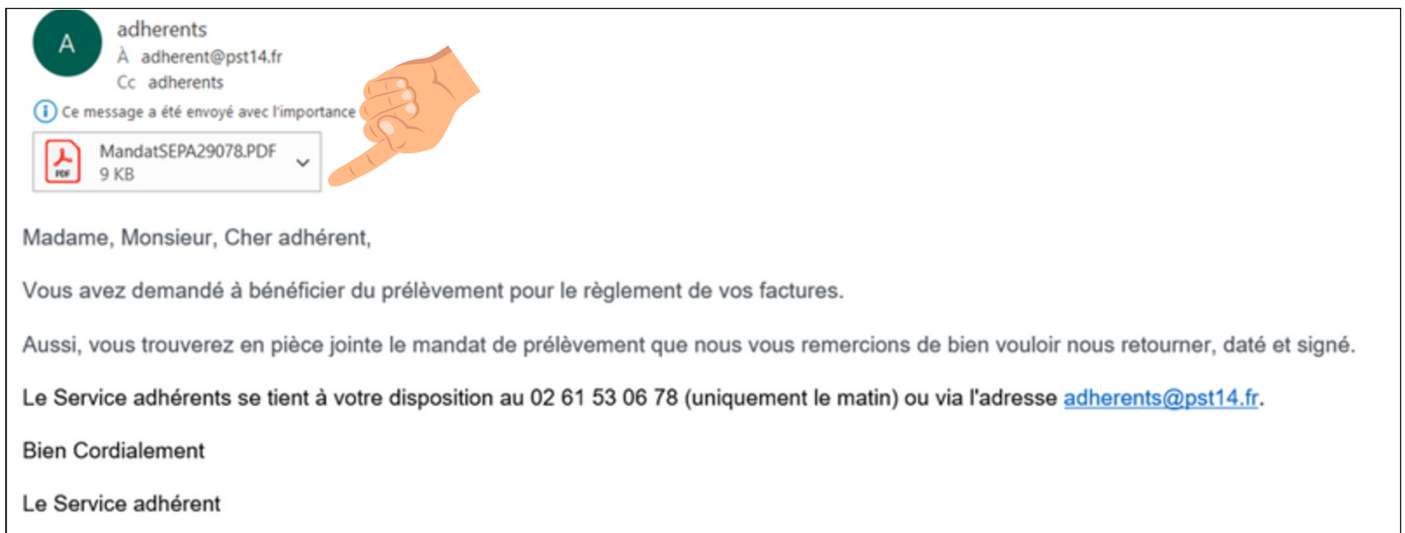 A
adherents
À adherent@pst14.fr
Cc adherents
Ce message a été envoyé avec l'importance
MandatSEPA29078.PDF
PDF
9 KB
Madame, Monsieur, Cher adhérent,
Vous avez demandé à bénéficier du prélèvement pour le règlement de vos factures.
Aussi, vous trouverez en pièce jointe le mandat de prélèvement que nous vous remercions de bien vouloir nous retourner, daté et signé.
Le Service adhérents se tient à votre disposition au 02 61 53 06 78 (uniquement le matin) ou via l'adresse adherents@pst14.fr.
Bien Cordialement
Le Service adhérent